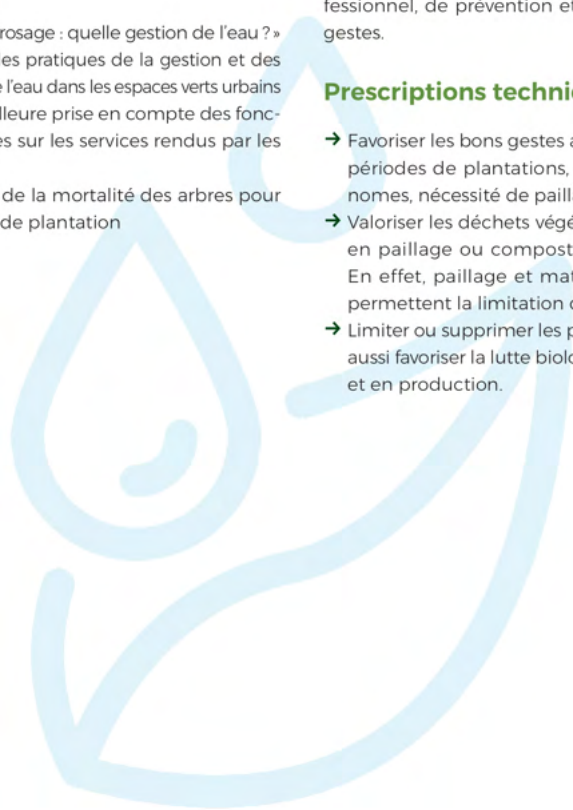 rosage : quelle gestion de l'eau ? »
les pratiques de la gestion et des
e l'eau dans les espaces verts urbains
lleure prise en compte des fonc-
es sur les services rendus par les
de la mortalité des arbres pour
de plantation
fessionnel, de prévention et
gestes.
Prescriptions techni
→ Favoriser les bons gestes a
périodes de plantations,
nomes, nécessité de pailla
→ Valoriser les déchets végé
en paillage ou compost
En effet, paillage et mat
permettent la limitation d
→ Limiter ou supprimer les p
aussi favoriser la lutte biolo
et en production.